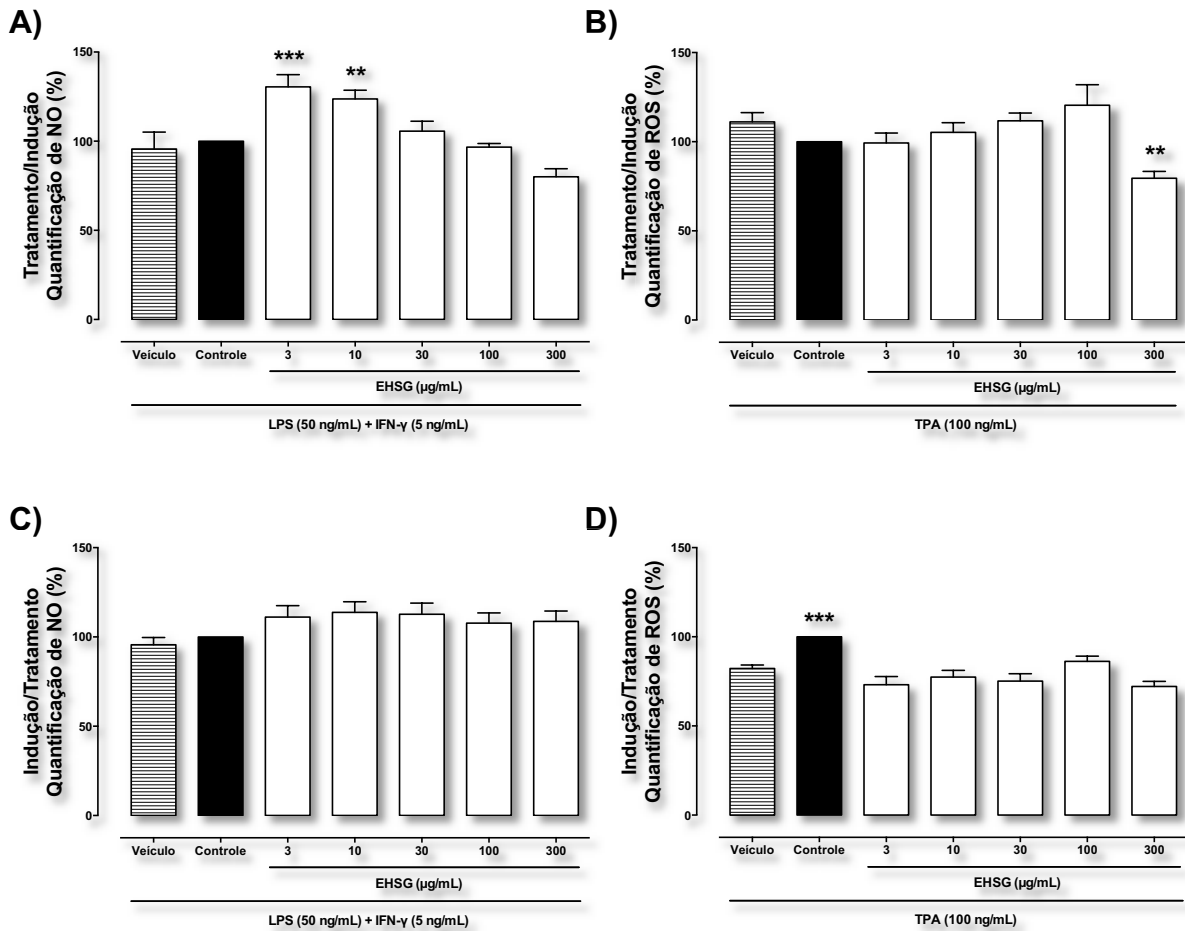 A)
Tratamento/Indução
Quantificação de NO (%)
150
100
50
0
***
**
Veículo Controle 3 10 30 100 300
EHSG (µg/mL)
LPS (50 ng/mL) + IFN-γ (5 ng/mL)
B)
Tratamento/Indução
Quantificação de ROS (%)
150
100
50
0
**
Veículo Controle 3 10 30 100 300
EHSG (µg/mL)
TPA (100 ng/mL)
C)
Indução/Tratamento
Quantificação de NO (%)
150
100
50
0
Veículo Controle 3 10 30 100 300
EHSG (µg/mL)
LPS (50 ng/mL) + IFN-γ (5 ng/mL)
D)
Indução/Tratamento
Quantificação de ROS (%)
150
100
50
0
***
Veículo Controle 3 10 30 100 300
EHSG (µg/mL)
TPA (100 ng/mL)